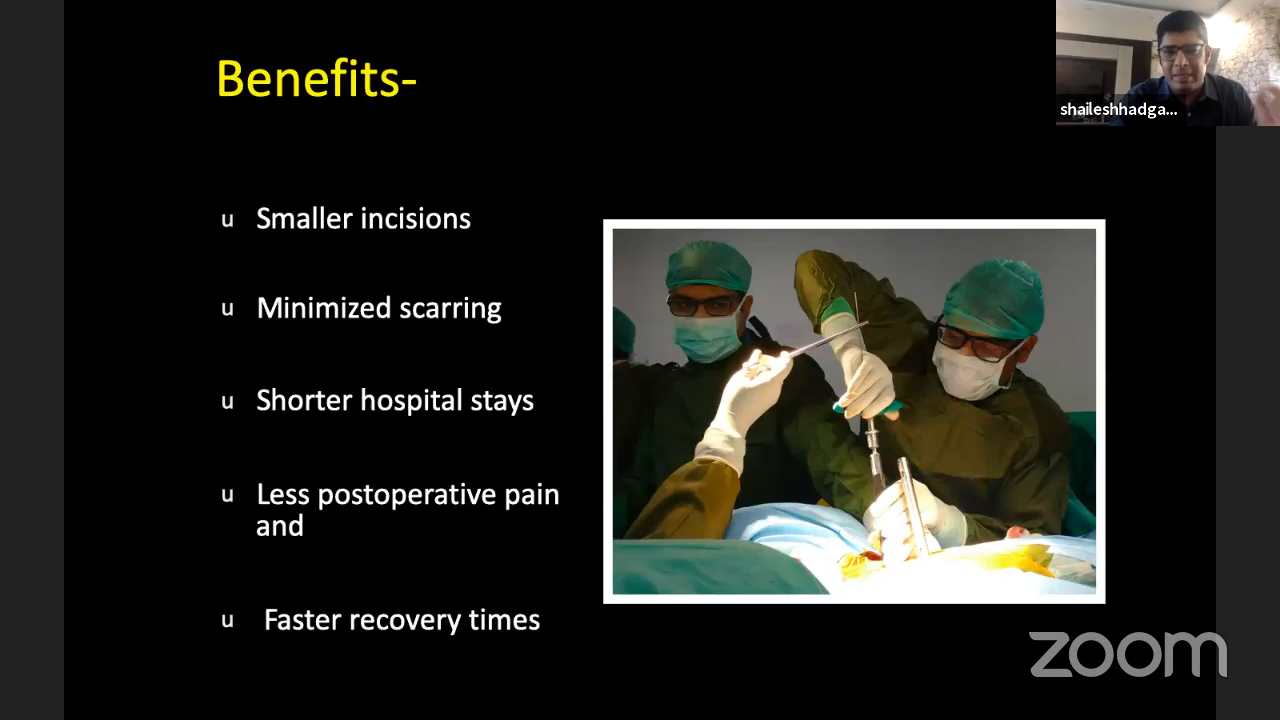 Benefits-
shaileshhadga...
u Smaller incisions
u Minimized scarring
u Shorter hospital stays
u Less postoperative pain
and
u Faster recovery times
zoom